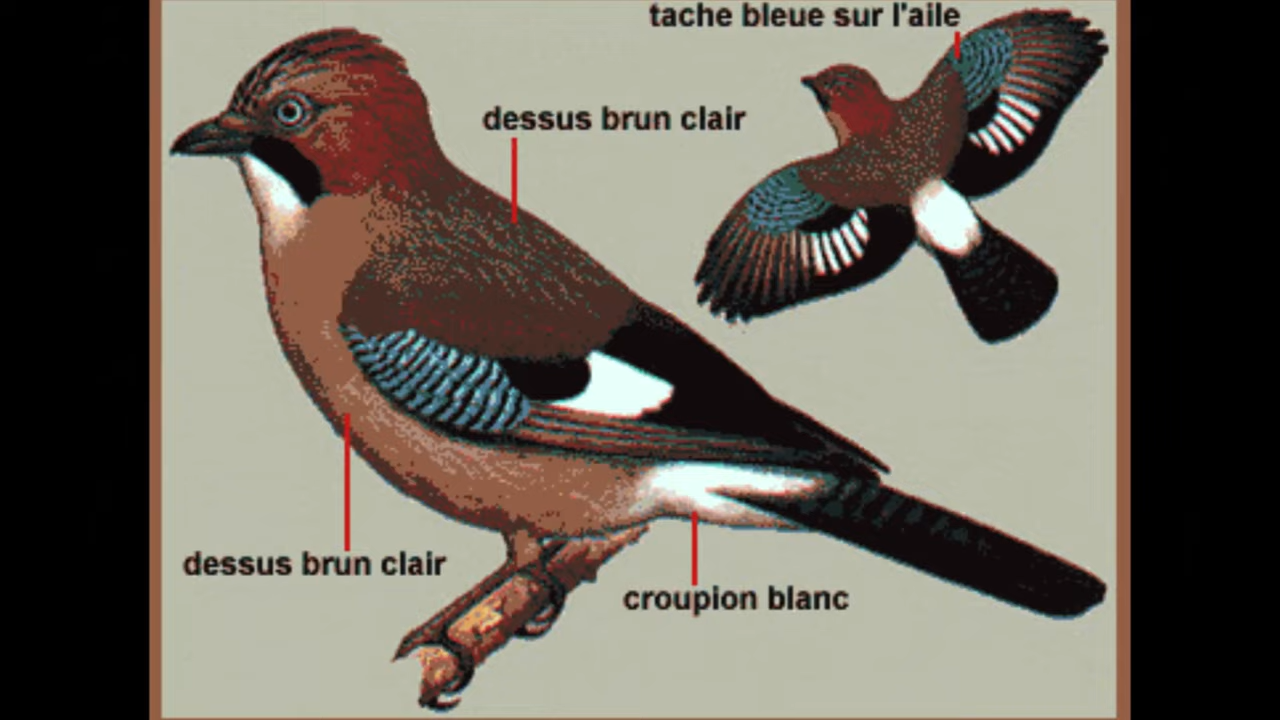 tache bleue sur l'aile
dessus brun clair
dessus brun clair
croupion blanc